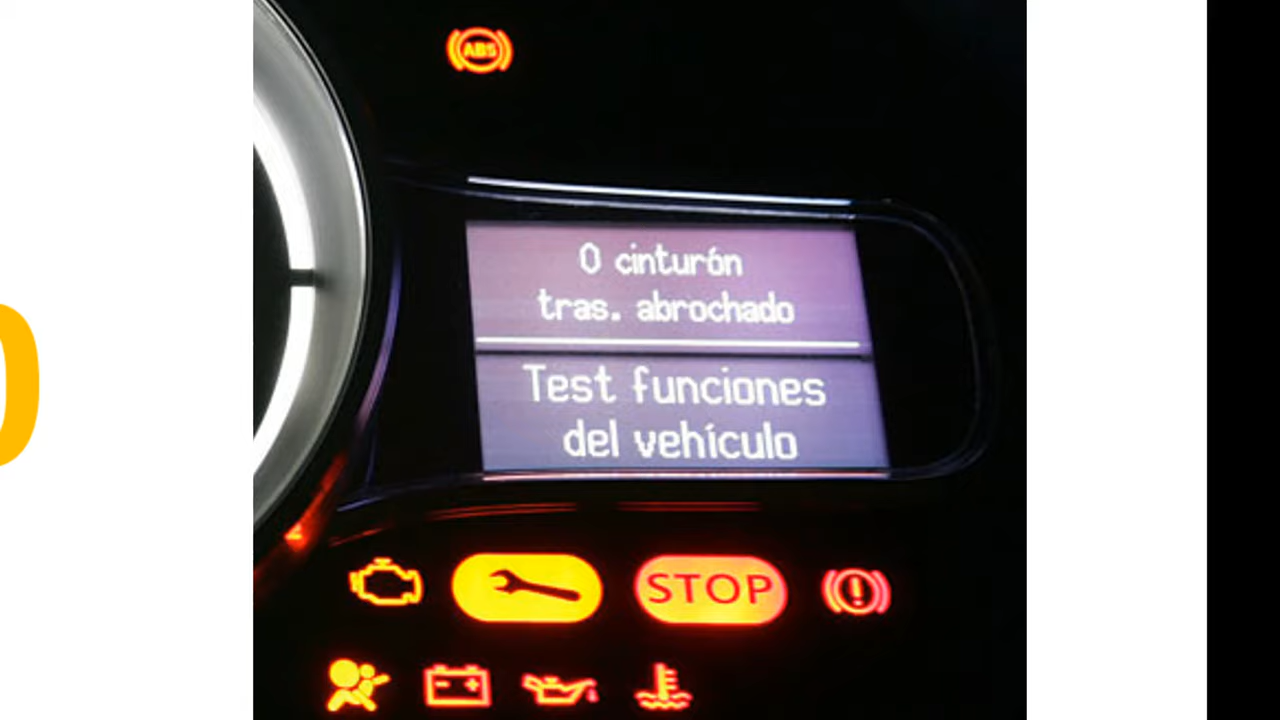 ABS
0 cinturón
tras. abrochado
Test funciones
del vehículo
STOP